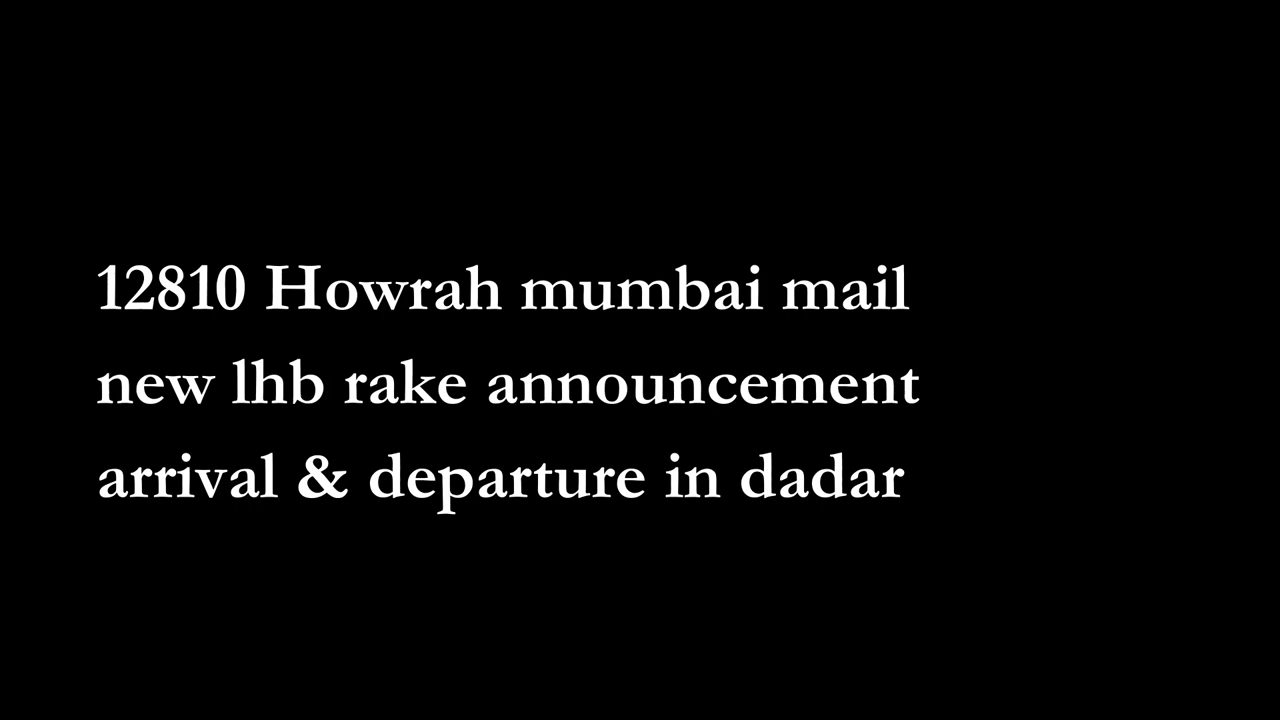 12810 Howrah mumbai mail
new lhb rake announcement
arrival & departure in dadar